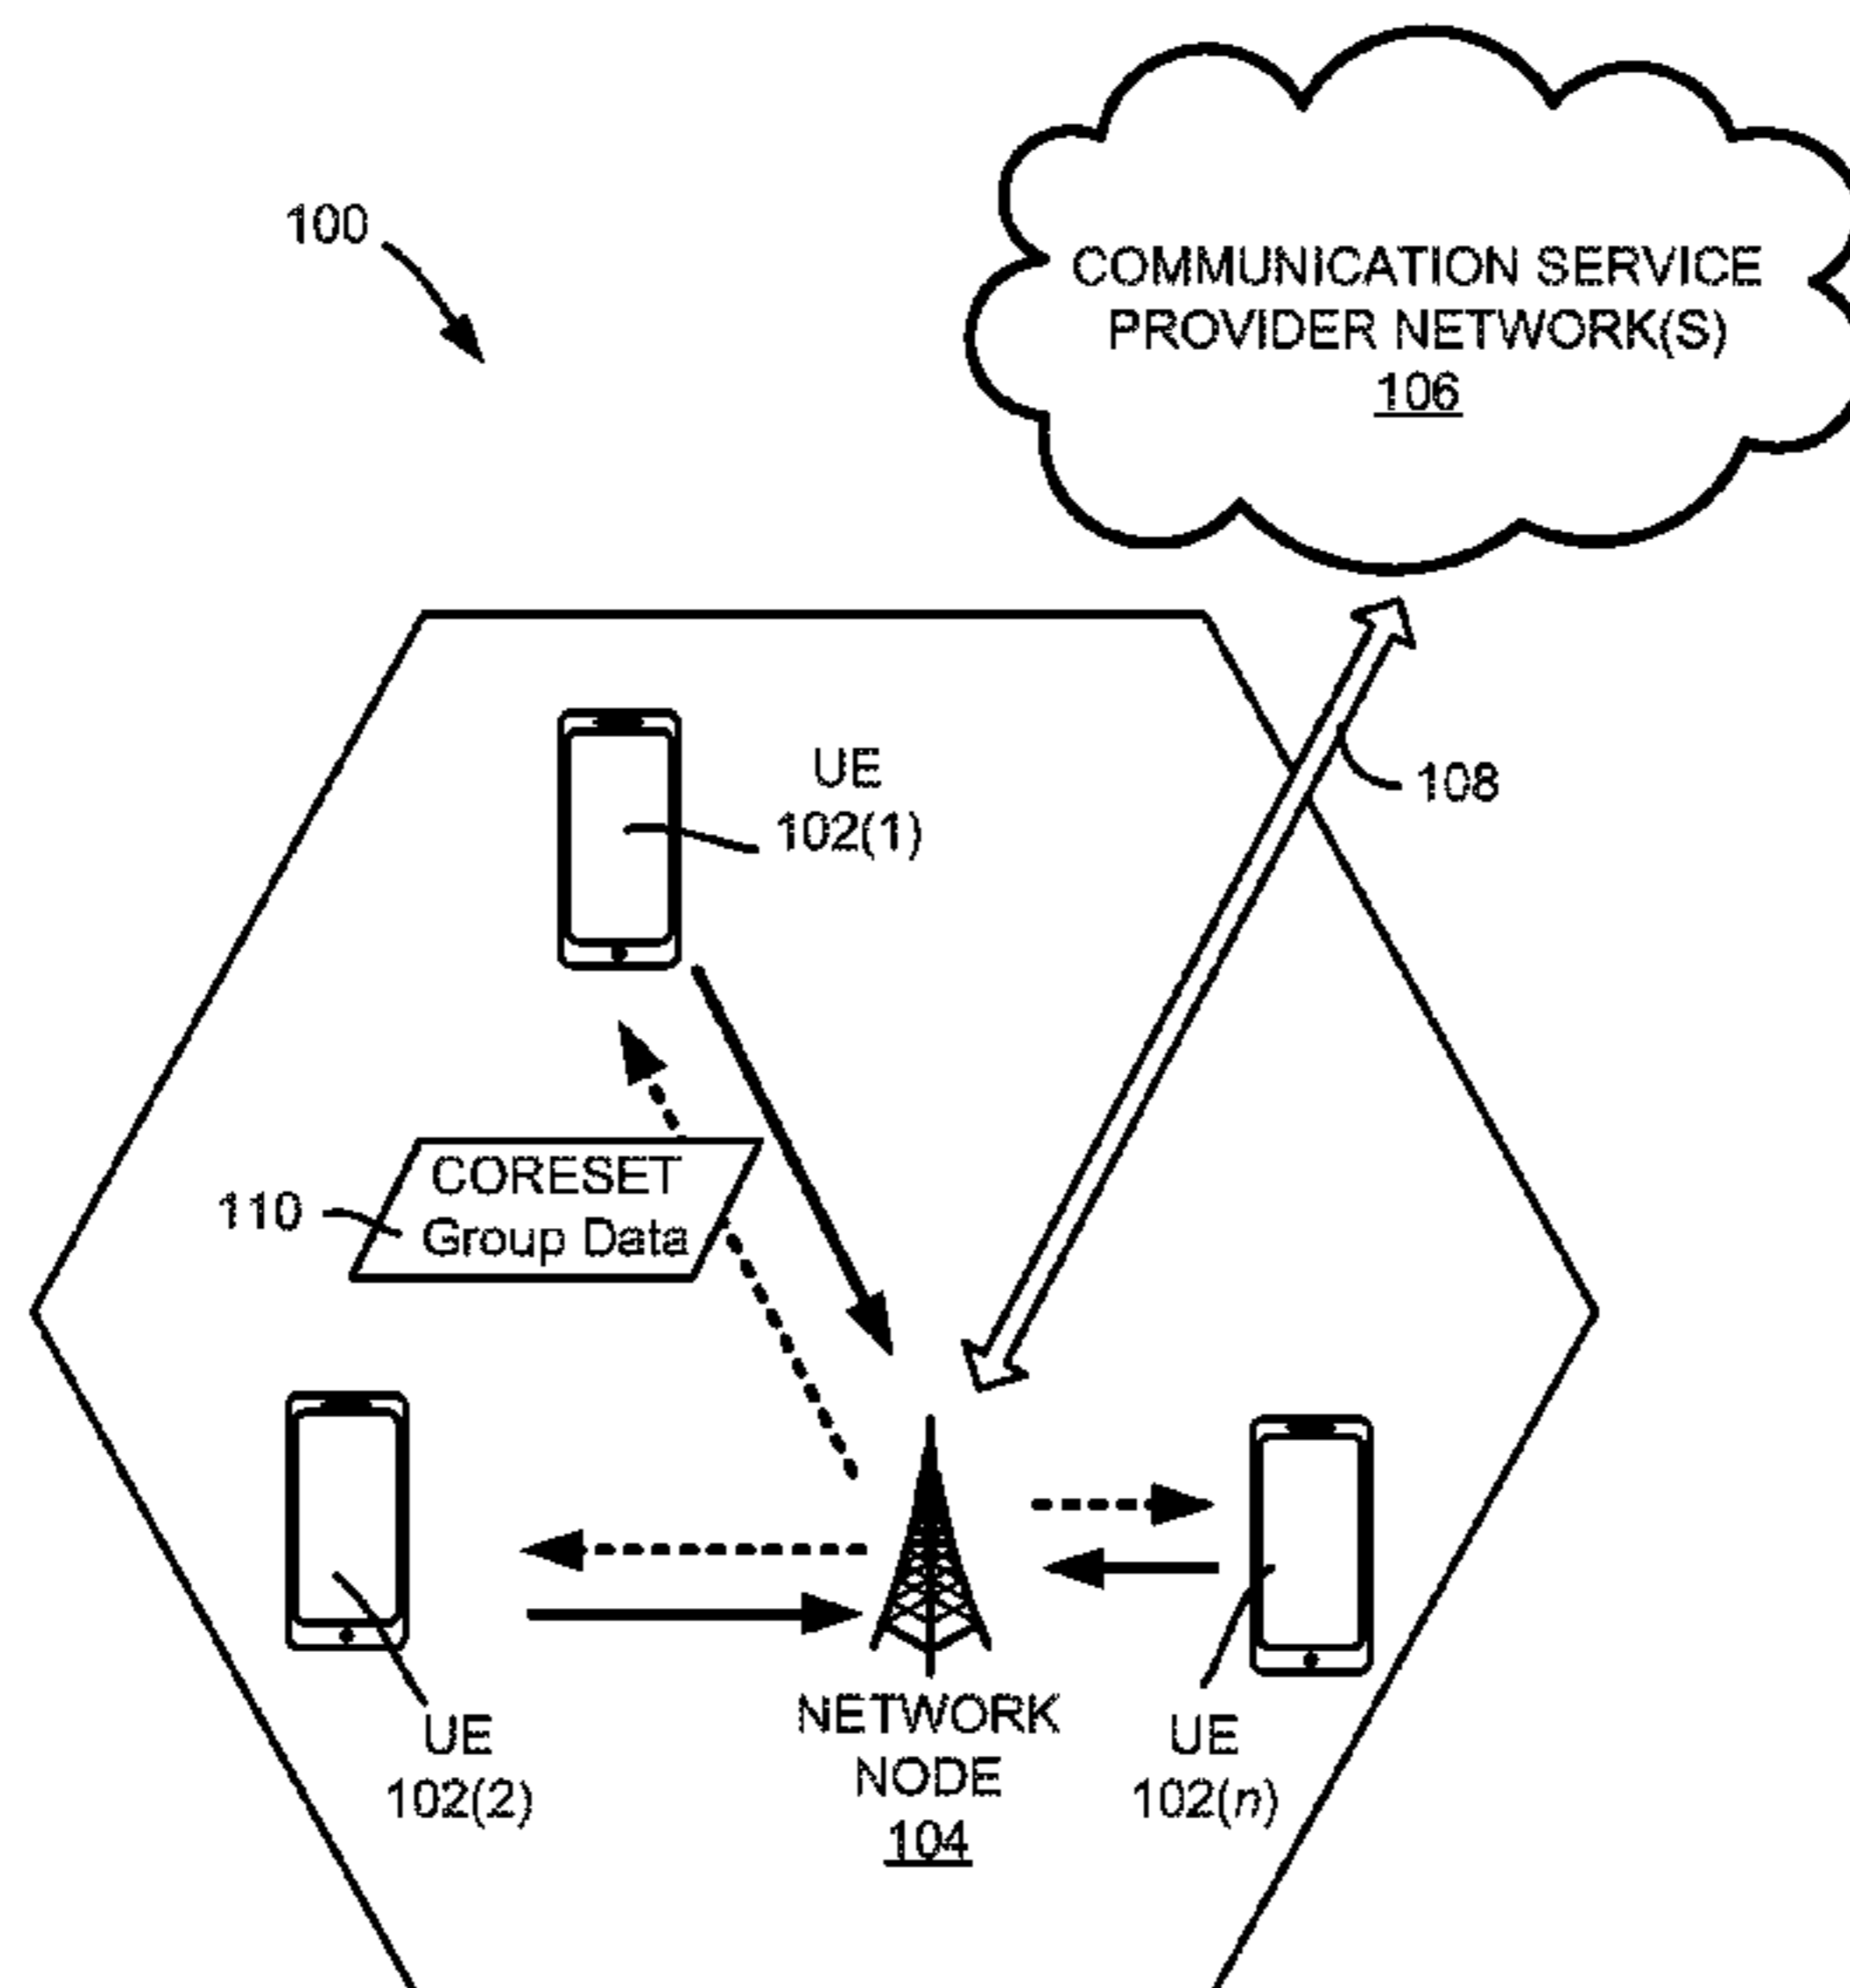 100
COMMUNICATION SERVICE
PROVIDER NETWORK(S)
106
UE
102(1)
108
CORESET
Group Data
110
UE
102(2)
NETWORK
NODE
104
UE
102(n)